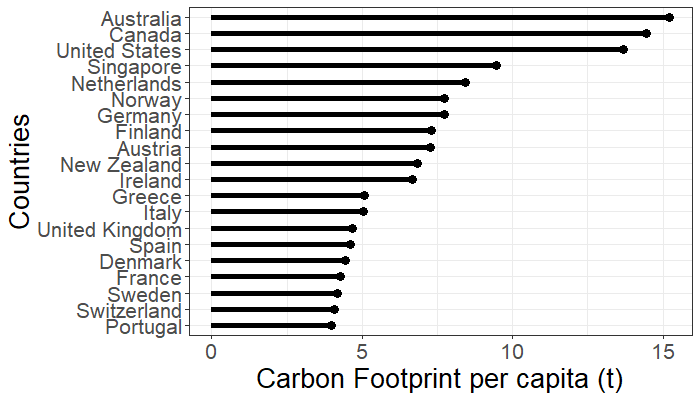 Australia
Canada
United States
Singapore
Netherlands
Norway
Germany
Finland
Austria
New Zealand
Ireland
Greece
Italy
United Kingdom
Spain
Denmark
France
Sweden
Switzerland
Portugal
Countries
0 5 10 15
Carbon Footprint per capita (t)